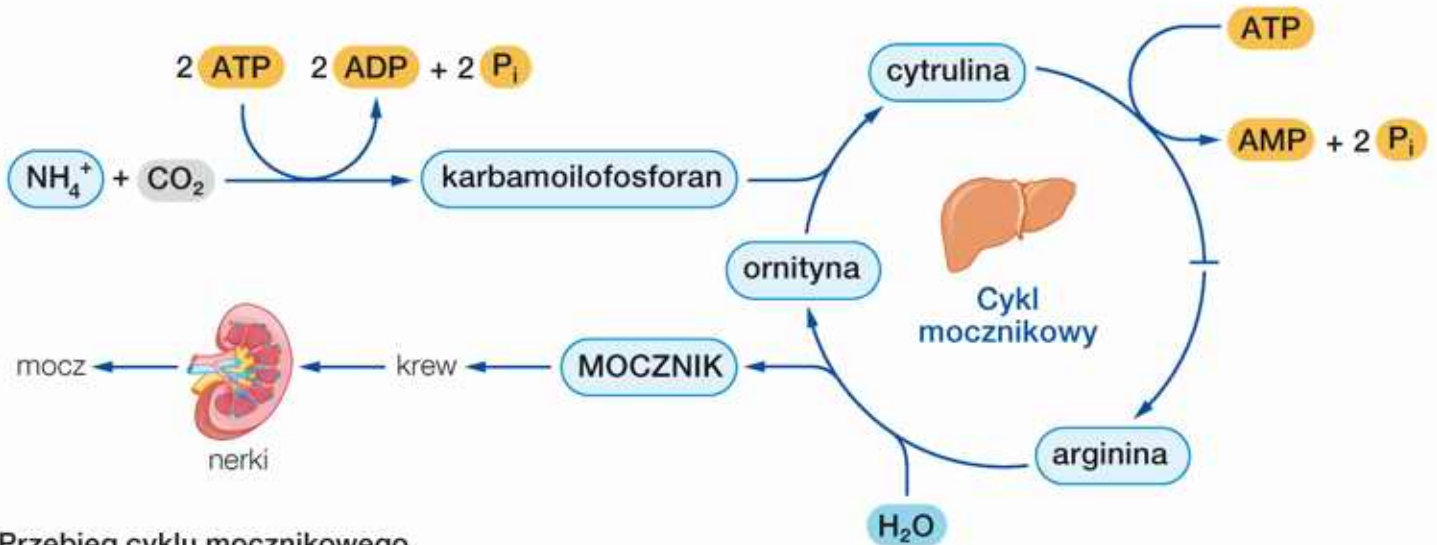 2 ATP 2 ADP + 2 Pᵢ
NH₄⁺ + CO₂
karbamoilofosforan
cytrulina
ATP
AMP + 2 Pᵢ
ornityna
Cykl
mocznikowy
mocz
nerki
krew
MOCZNIK
arginina
H₂O
Przebieg cyklu mocznikowego